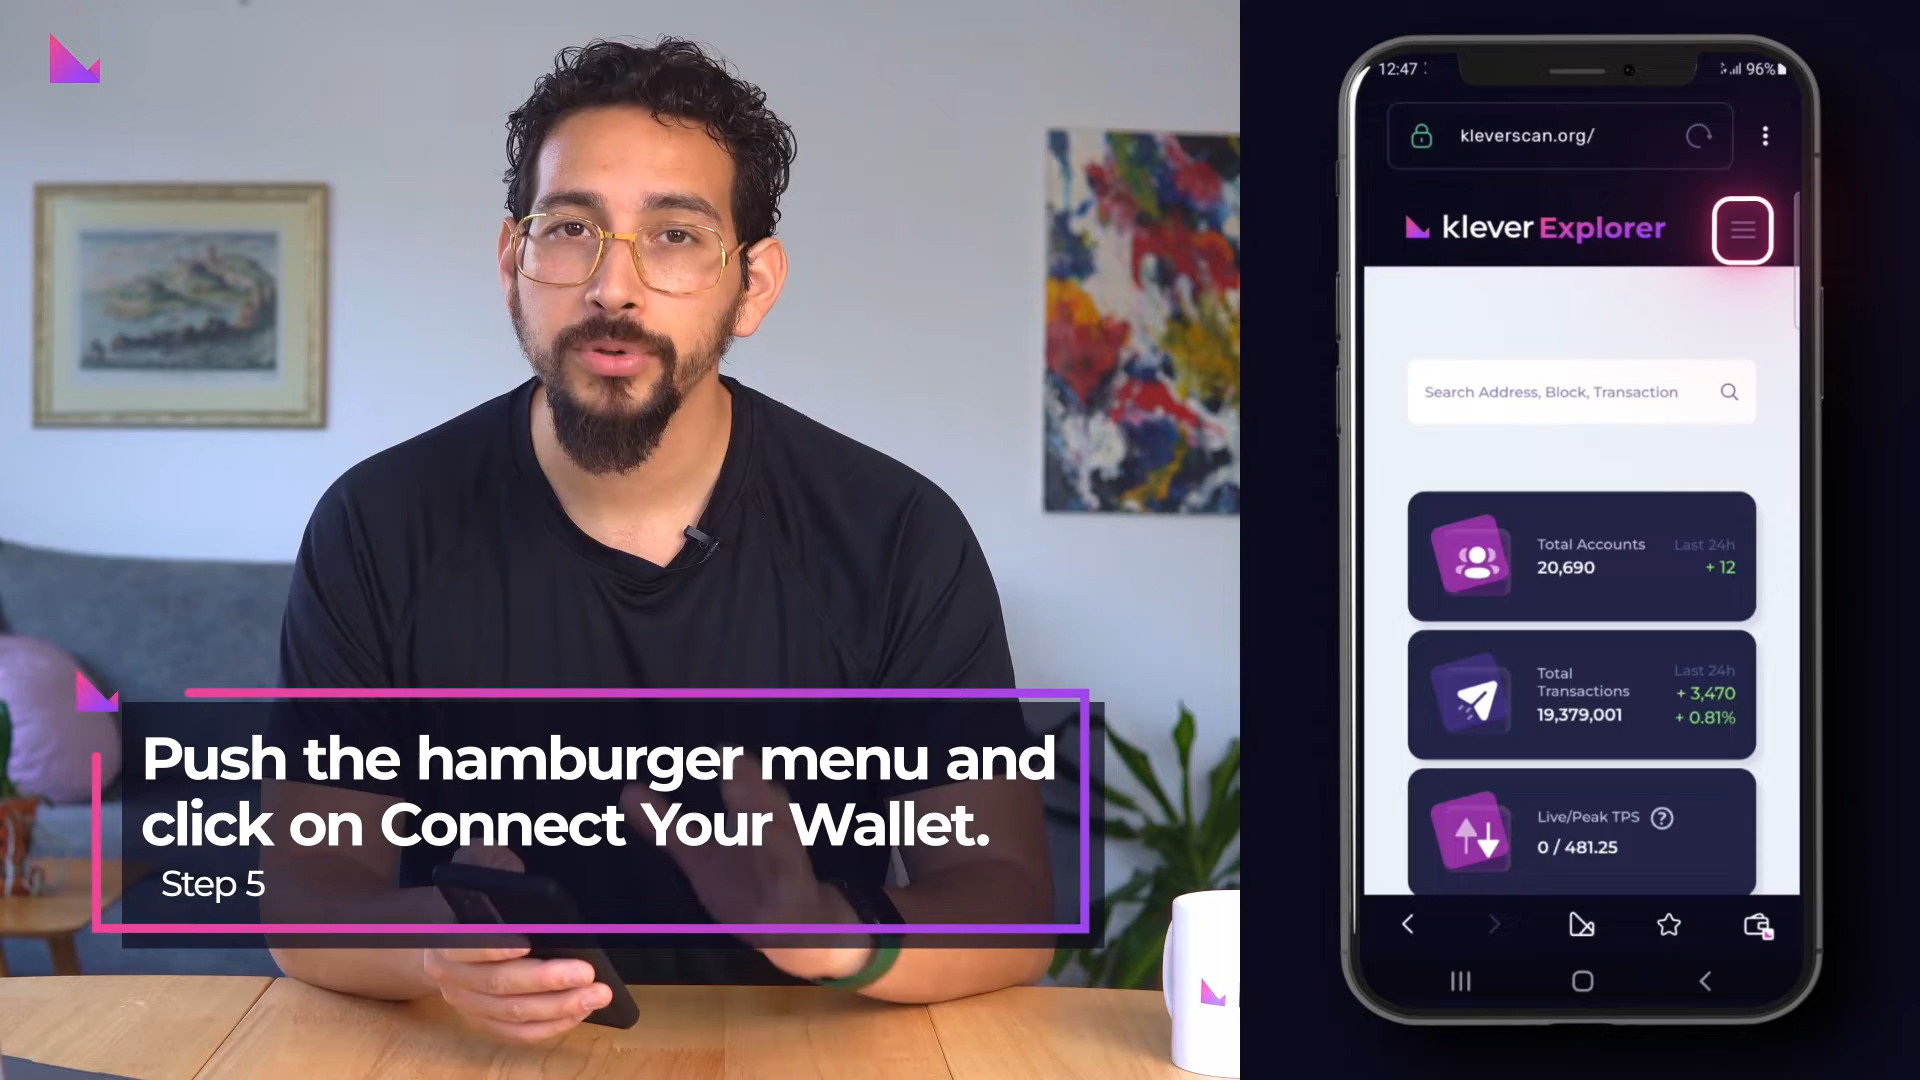 Push the hamburger menu and
click on Connect Your Wallet.
Step 5
12:47
96%
kleverscan.org/
klever Explorer
Search Address, Block, Transaction
Total Accounts
Last 24h
20,690
+ 12
Total
Transactions
Last 24h
+ 3,470
19,379,001
+ 0.81%
Live/Peak TPS ?
0 / 481.25